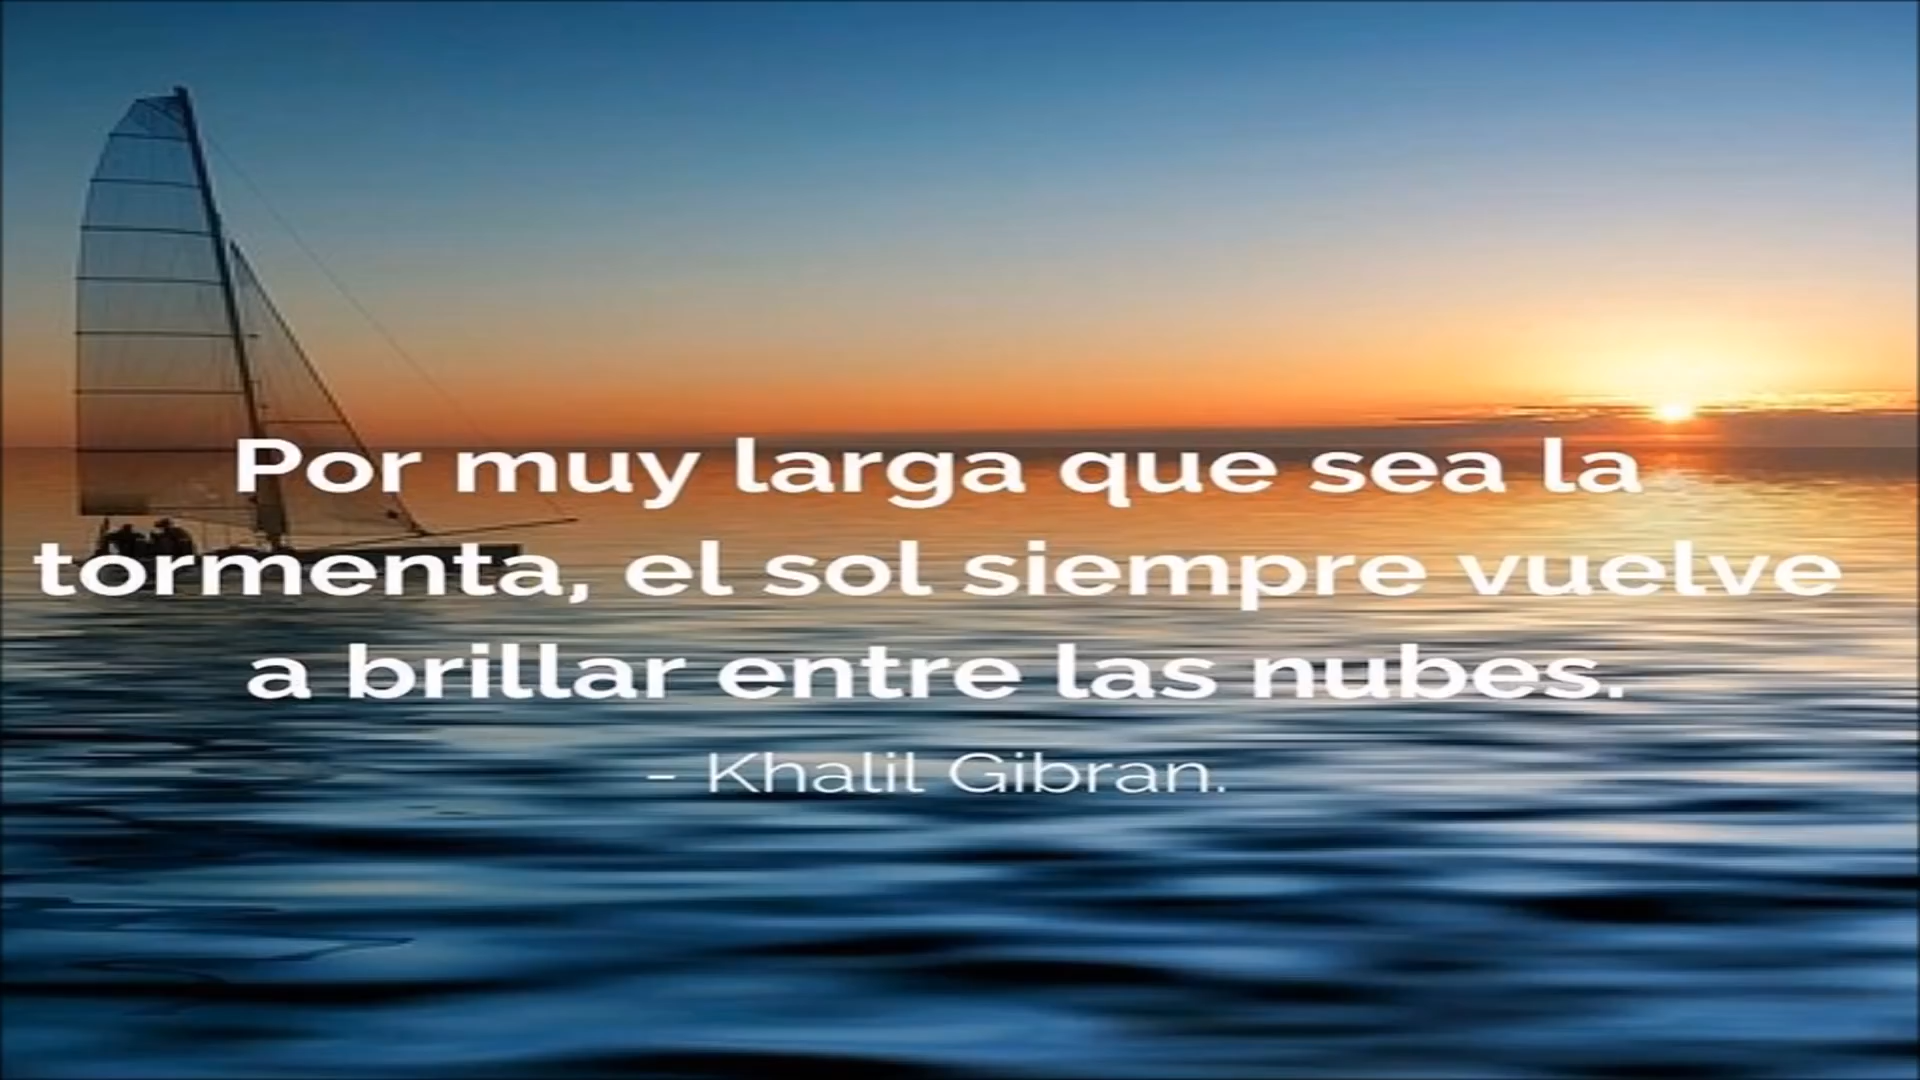 Por muy larga que sea la
tormenta, el sol siempre vuelve
a brillar entre las nubes.
- Khalil Gibran.